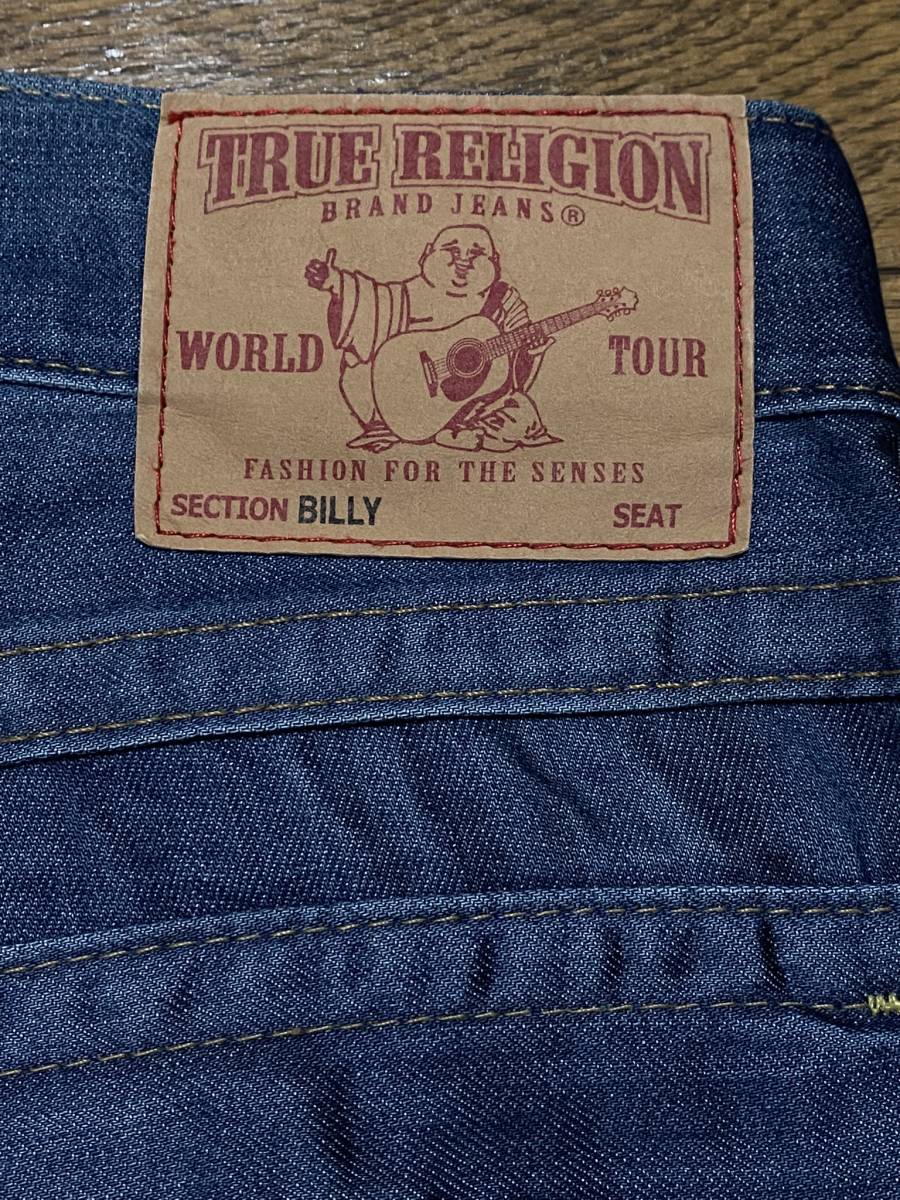 TRUE RELIGION
BRAND JEANS®
WORLD TOUR
FASHION FOR THE SENSES
SECTION BILLY SEAT